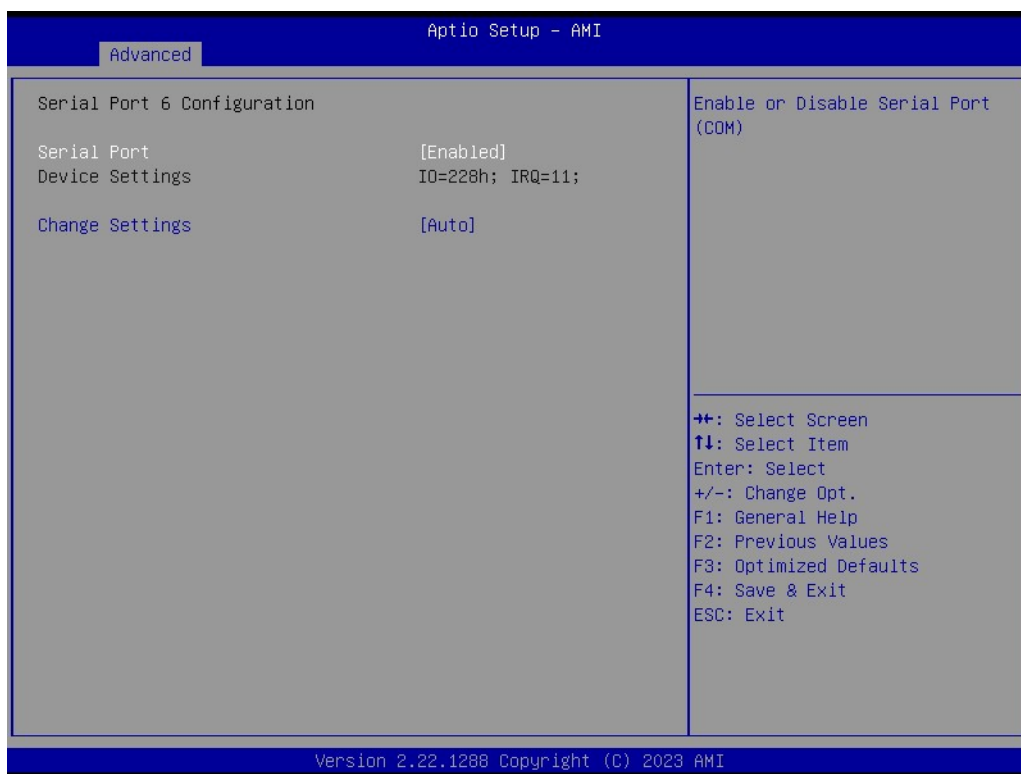 Aptio Setup – AMI
Advanced
Serial Port 6 Configuration
Serial Port [Enabled]
Device Settings IO=228h; IRQ=11;
Change Settings [Auto]
Enable or Disable Serial Port
(COM)
→←: Select Screen
↑↓: Select Item
Enter: Select
+/-: Change Opt.
F1: General Help
F2: Previous Values
F3: Optimized Defaults
F4: Save & Exit
ESC: Exit
Version 2.22.1288 Copyright (C) 2023 AMI